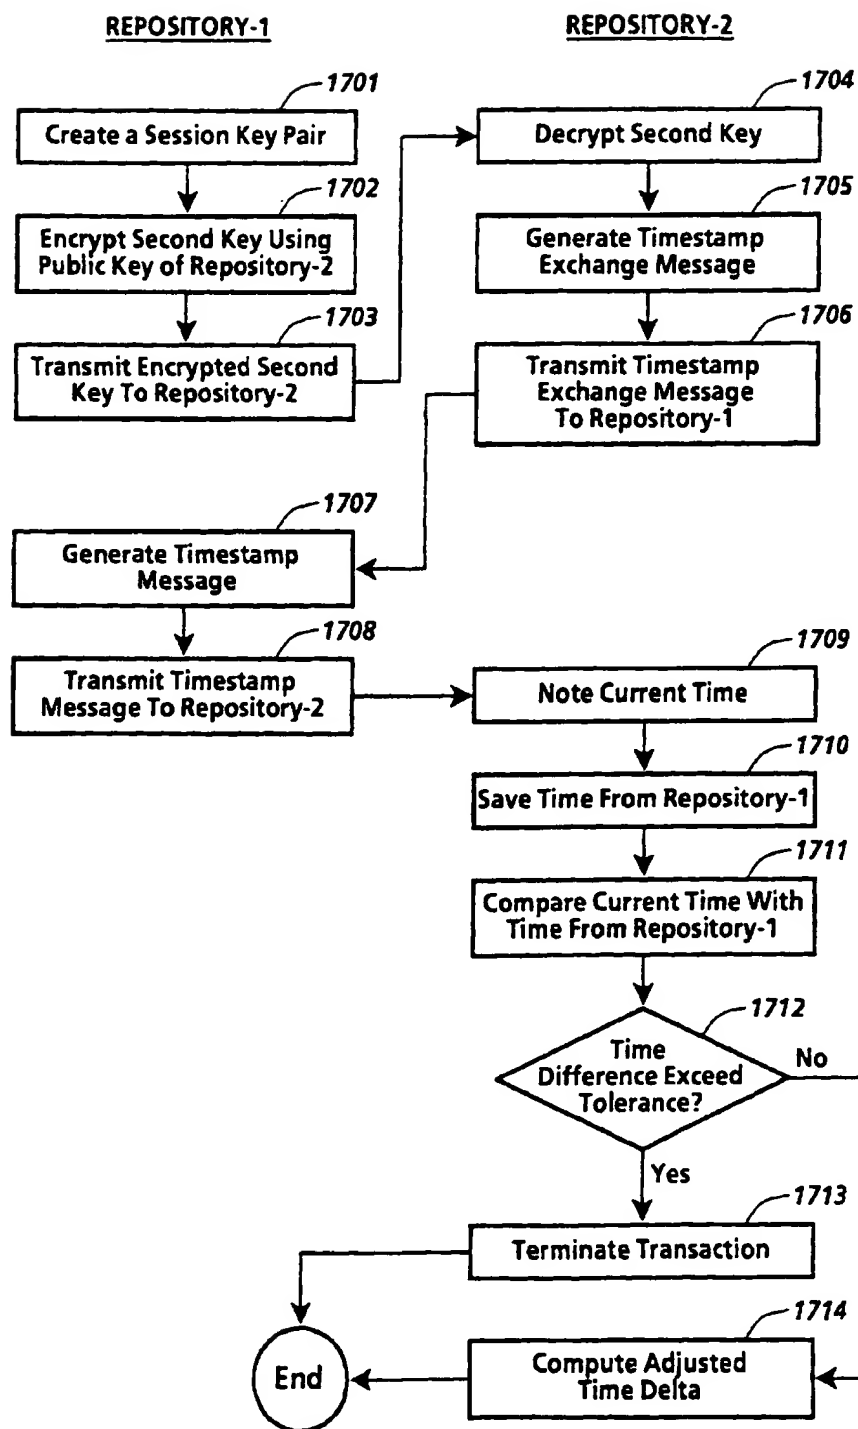 REPOSITORY-1
REPOSITORY-2
1701
Create a Session Key Pair
1702
Encrypt Second Key Using
Public Key of Repository-2
1703
Transmit Encrypted Second
Key To Repository-2
1704
Decrypt Second Key
1705
Generate Timestamp
Exchange Message
1706
Transmit Timestamp
Exchange Message
To Repository-1
1707
Generate Timestamp
Message
1708
Transmit Timestamp
Message To Repository-2
1709
Note Current Time
1710
Save Time From Repository-1
1711
Compare Current Time With
Time From Repository-1
1712
Time
Difference Exceed
Tolerance?
No
Yes
1713
Terminate Transaction
1714
Compute Adjusted
Time Delta
End